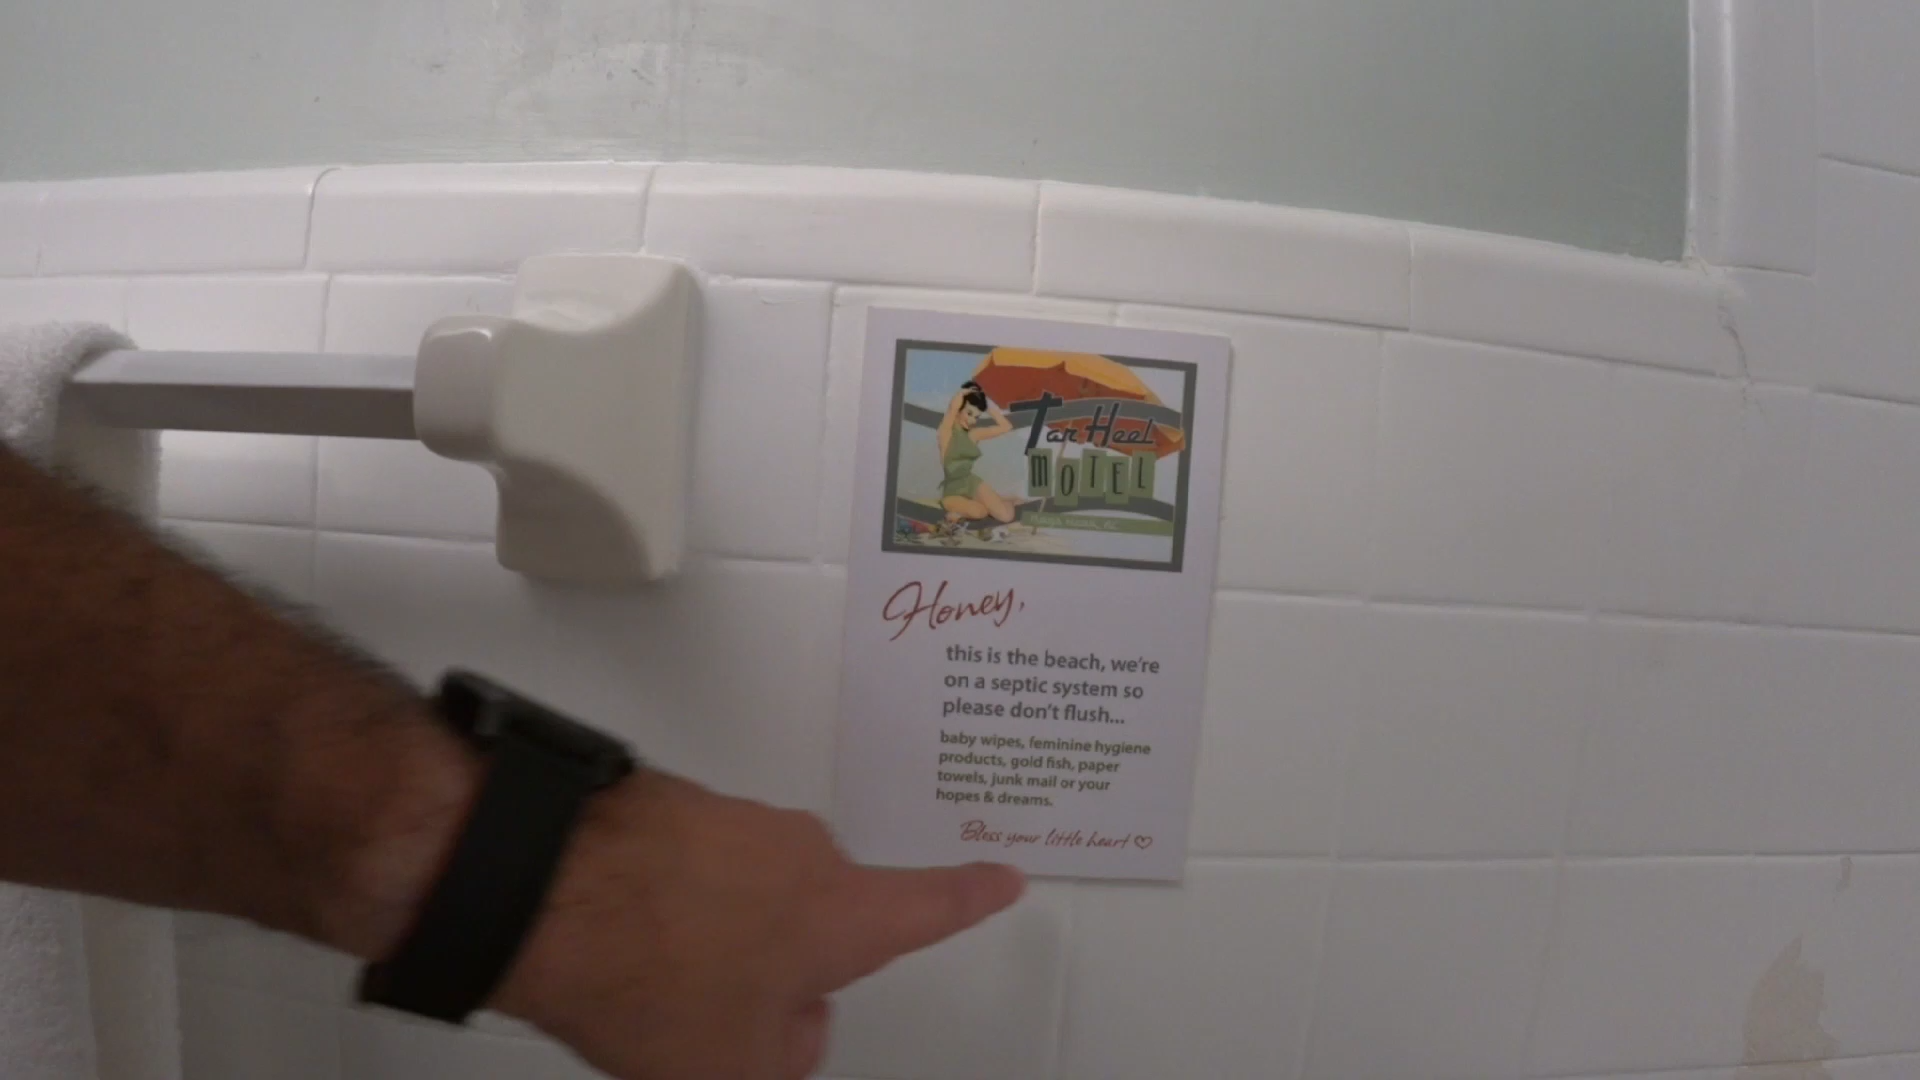 Tar Heel
MOTEL
Honey,
this is the beach, we're
on a septic system so
please don't flush...
baby wipes, feminine hygiene
products, gold fish, paper
towels, junk mail or your
hopes & dreams.
Bless your little heart ♡